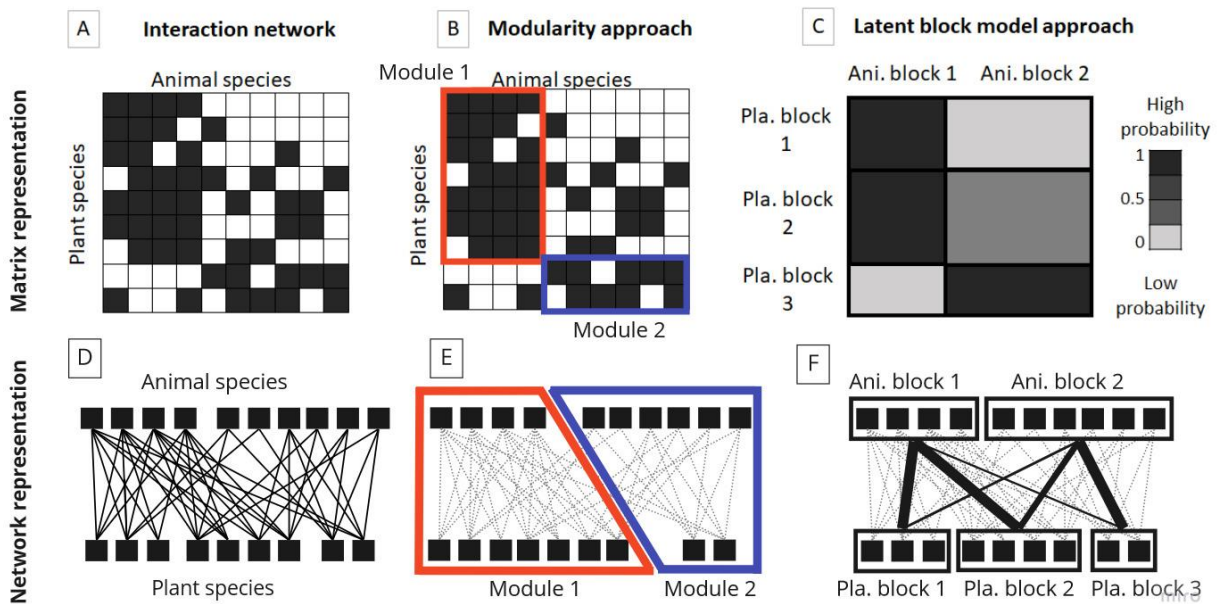 A
Interaction network
B
Modularity approach
C
Latent block model approach
Matrix representation
Animal species
Plant species
Module 1
Animal species
Plant species
Module 2
Ani. block 1
Ani. block 2
Pla. block
1
Pla. block
2
Pla. block
3
High
probability
1
0.5
0
Low
probability
Network representation
D
Animal species
Plant species
E
Module 1
Module 2
F
Ani. block 1
Ani. block 2
Pla. block 1
Pla. block 2
Pla. block 3
miro